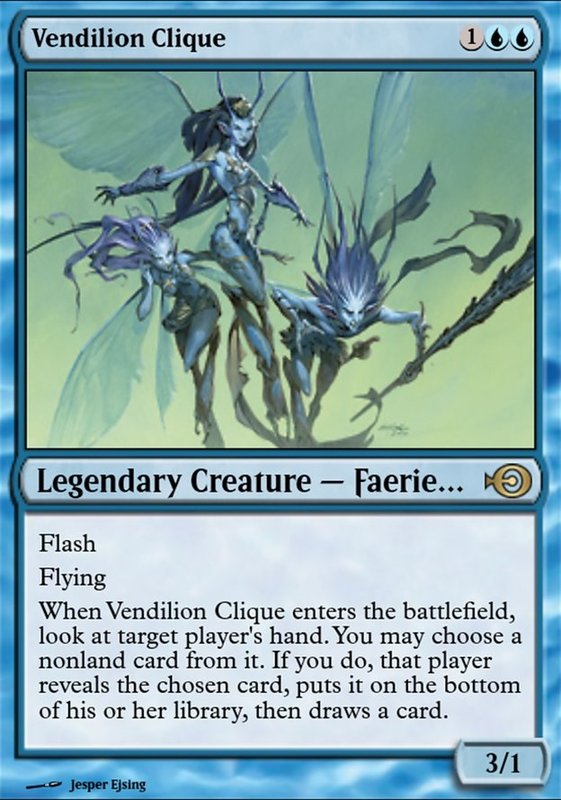 Vendilion Clique
1
Legendary Creature — Faerie...
Flash
Flying
When Vendilion Clique enters the battlefield,
look at target player's hand. You may choose a
nonland card from it. If you do, that player
reveals the chosen card, puts it on the bottom
of his or her library, then draws a card.
3/1
Jesper Ejsing